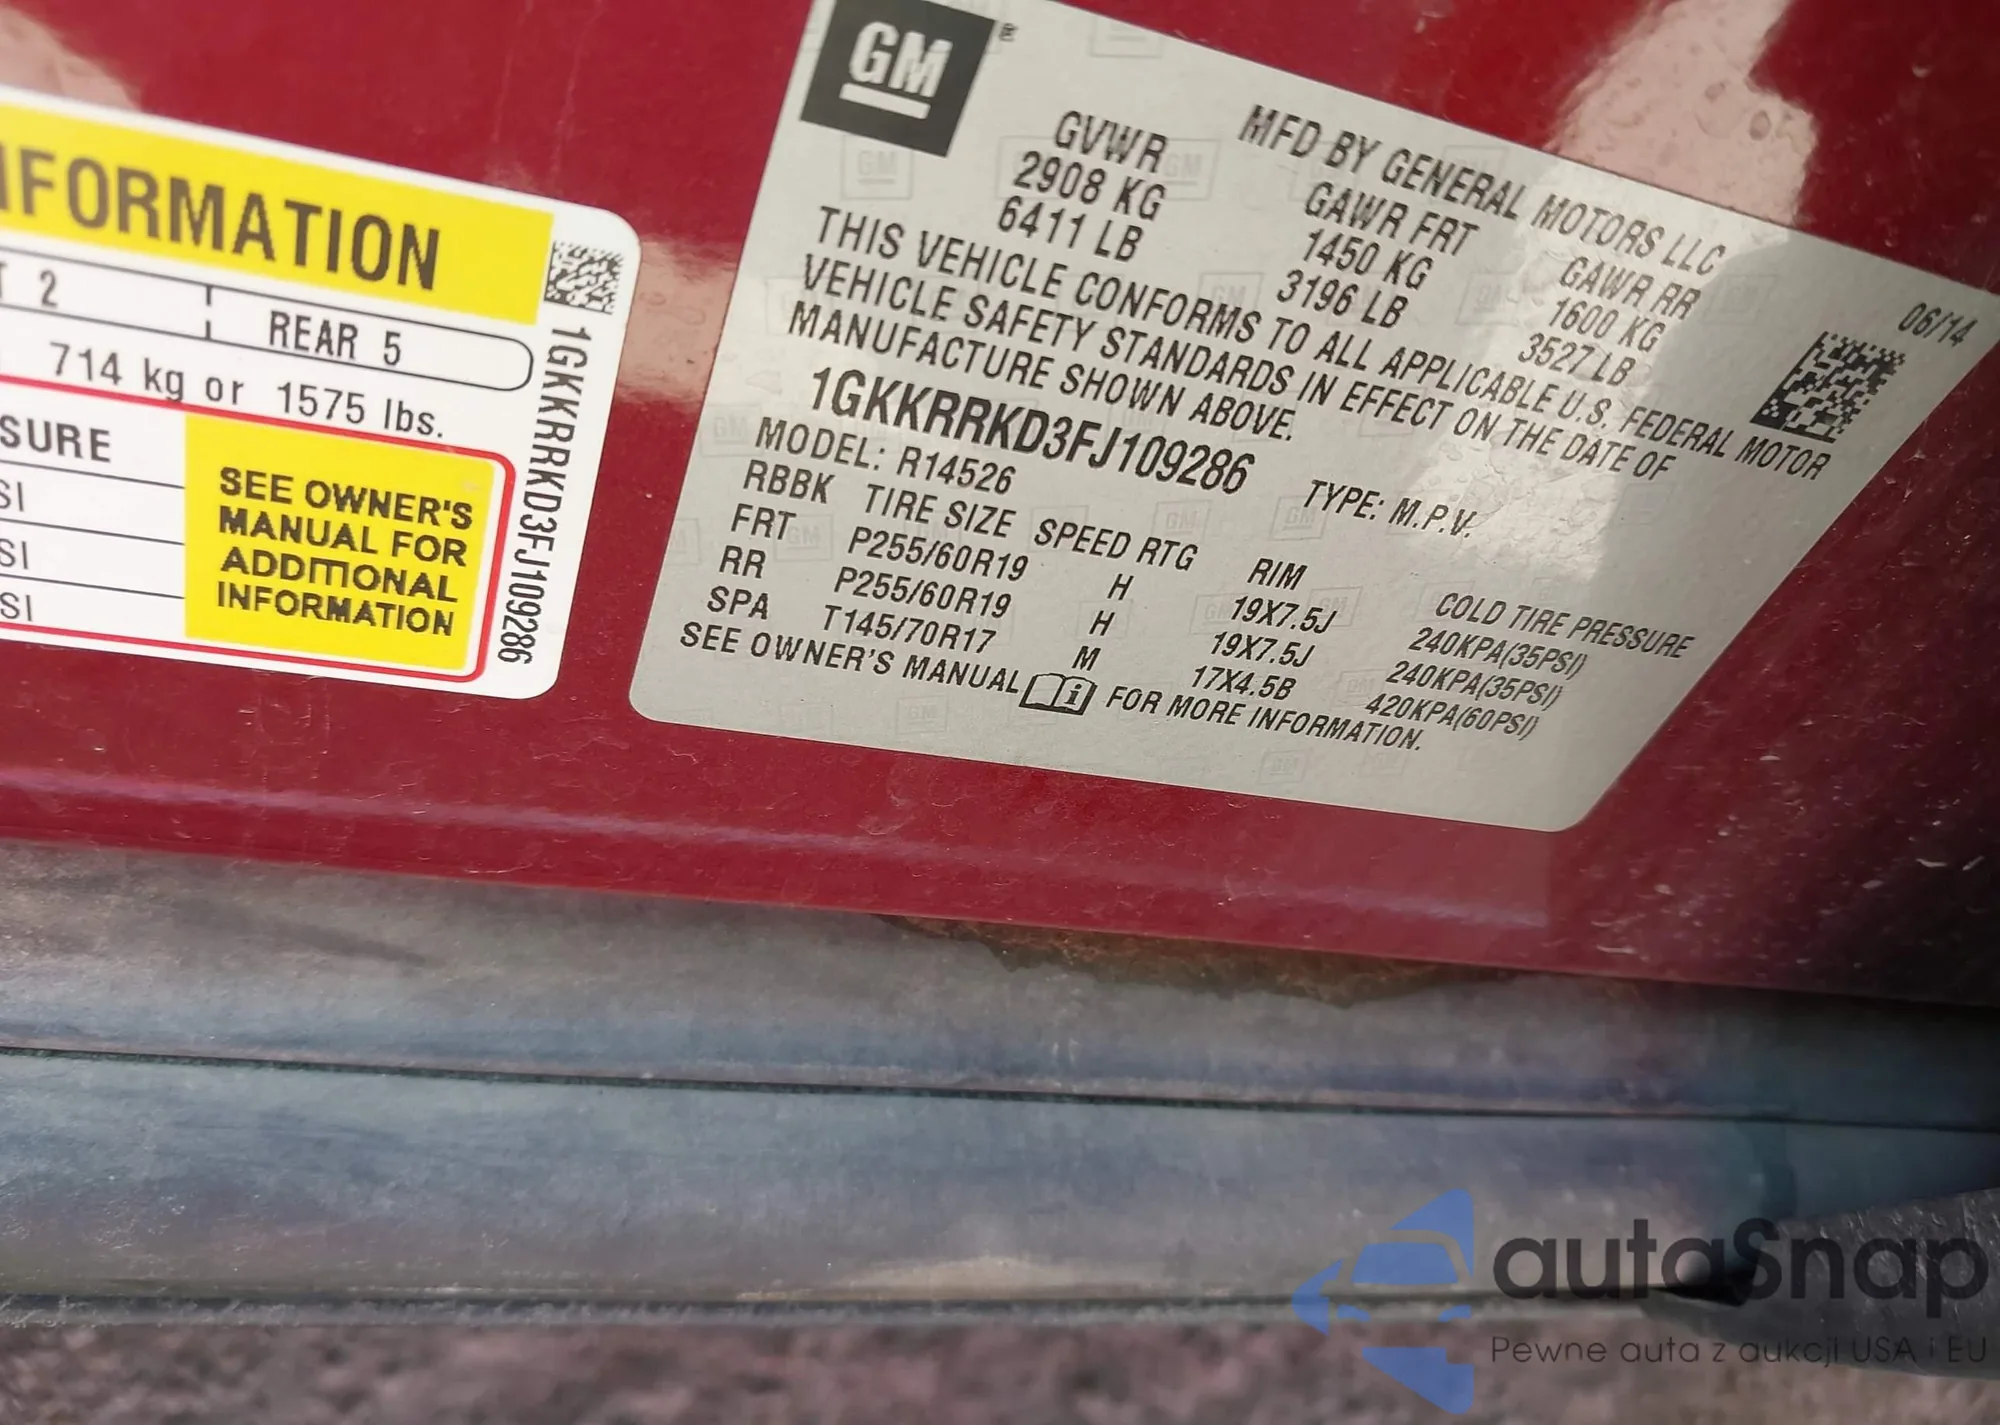 INFORMATION
T 2
REAR 5
714 kg or 1575 lbs.
SURE
SI
SI
SI
SEE OWNER'S
MANUAL FOR
ADDITIONAL
INFORMATION
1GKKRRKD3FJ109286
GM®
MFD BY GENERAL MOTORS LLC
06/14
GVWR GAWR FRT GAWR RR
2908 KG 1450 KG 1600 KG
6411 LB 3196 LB 3527 LB
THIS VEHICLE CONFORMS TO ALL APPLICABLE U.S. FEDERAL MOTOR
VEHICLE SAFETY STANDARDS IN EFFECT ON THE DATE OF
MANUFACTURE SHOWN ABOVE.
1GKKRRKD3FJ109286 TYPE: M.P.V.
MODEL: R14526
RBBK TIRE SIZE SPEED RTG RIM COLD TIRE PRESSURE
FRT P255/60R19 H 19X7.5J 240KPA(35PSI)
RR P255/60R19 H 19X7.5J 240KPA(35PSI)
SPA T145/70R17 M 17X4.5B 420KPA(60PSI)
SEE OWNER'S MANUAL i FOR MORE INFORMATION.
autaSnap
Pewne auta z aukcji USA i EU